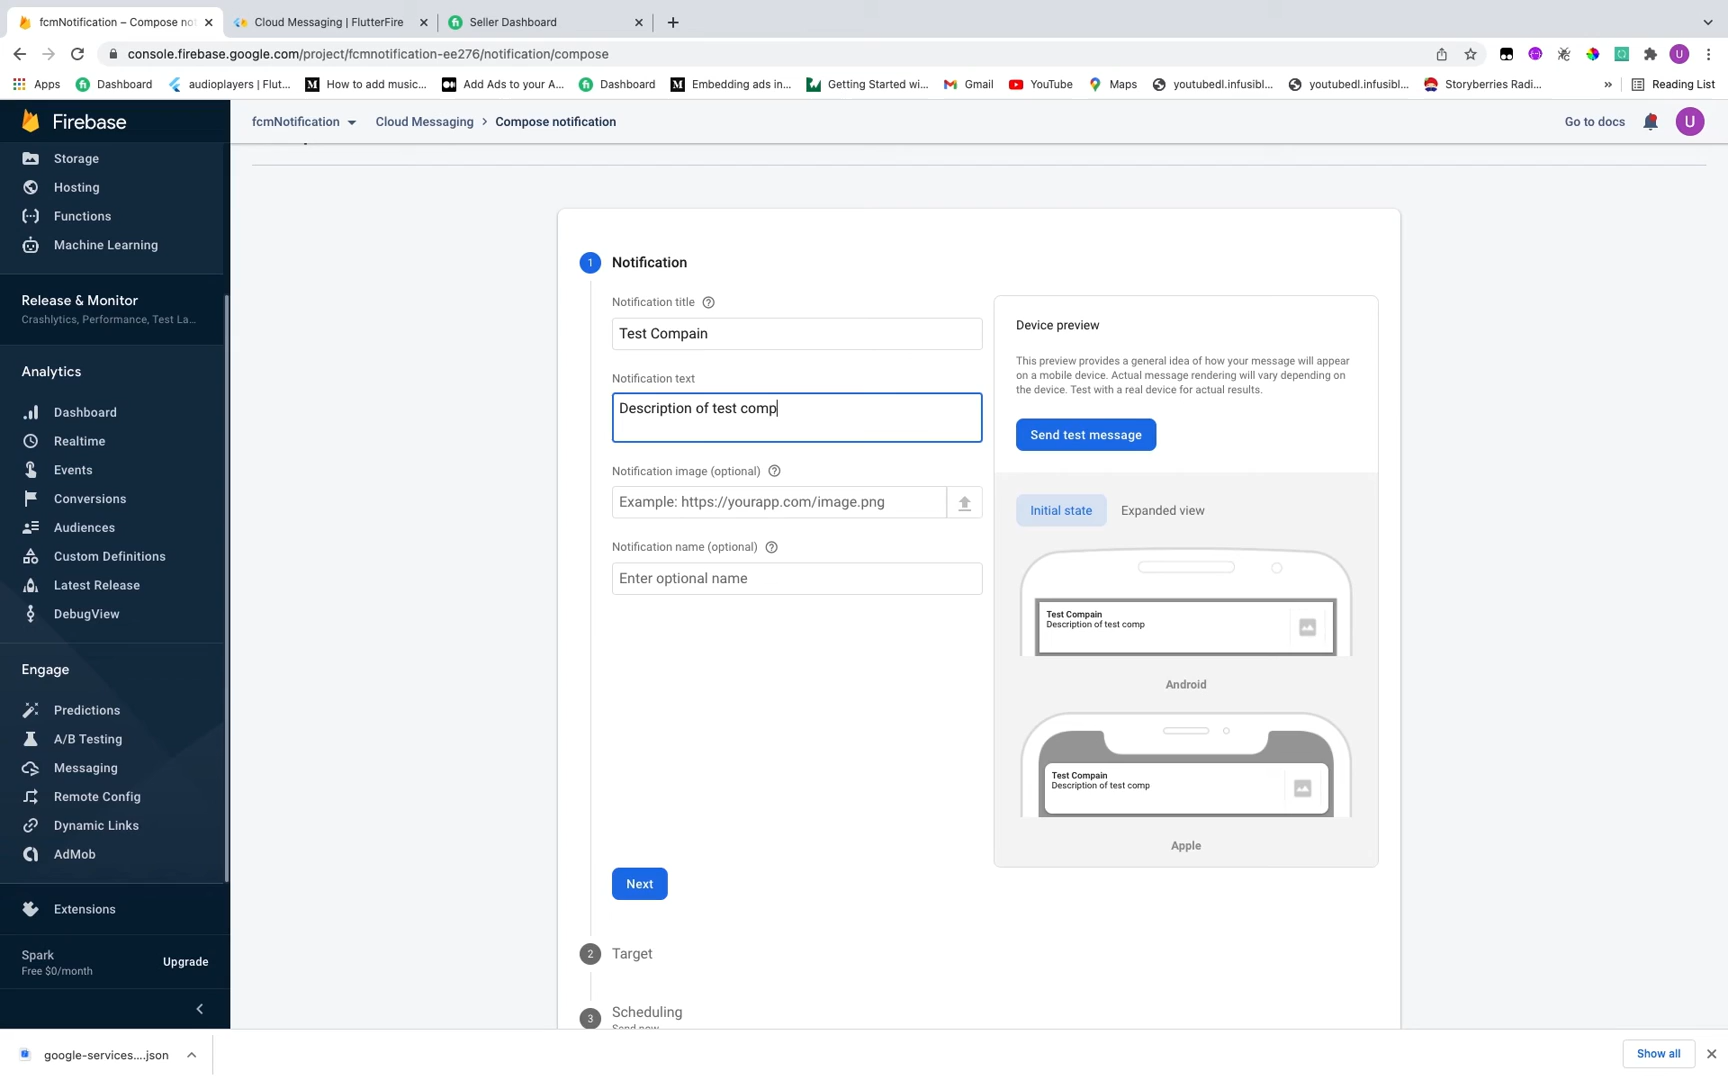 fcmNotification – Compose no
Cloud Messaging | FlutterFire
Seller Dashboard
console.firebase.google.com/project/fcmnotification-ee276/notification/compose
U
Apps
Dashboard
audioplayers | Flut...
How to add music...
Add Ads to your A...
Dashboard
Embedding ads in...
Getting Started wi...
Gmail
YouTube
Maps
youtubedl.infusibl...
youtubedl.infusibl...
Storyberries Radi...
»
Reading List
Firebase
fcmNotification
Cloud Messaging > Compose notification
Go to docs
U
Storage
Hosting
Functions
Machine Learning
Release & Monitor
Crashlytics, Performance, Test La...
Analytics
Dashboard
Realtime
Events
Conversions
Audiences
Custom Definitions
Latest Release
DebugView
Engage
Predictions
A/B Testing
Messaging
Remote Config
Dynamic Links
AdMob
Extensions
Spark
Free $0/month
Upgrade
1 Notification
Notification title
Test Compain
Notification text
Description of test comp
Notification image (optional)
Example: https://yourapp.com/image.png
Notification name (optional)
Enter optional name
Next
Device preview
This preview provides a general idea of how your message will appear
on a mobile device. Actual message rendering will vary depending on
the device. Test with a real device for actual results.
Send test message
Initial state
Expanded view
Test Compain
Description of test comp
Android
Test Compain
Description of test comp
Apple
2 Target
3 Scheduling
Send now
google-services....json
Show all